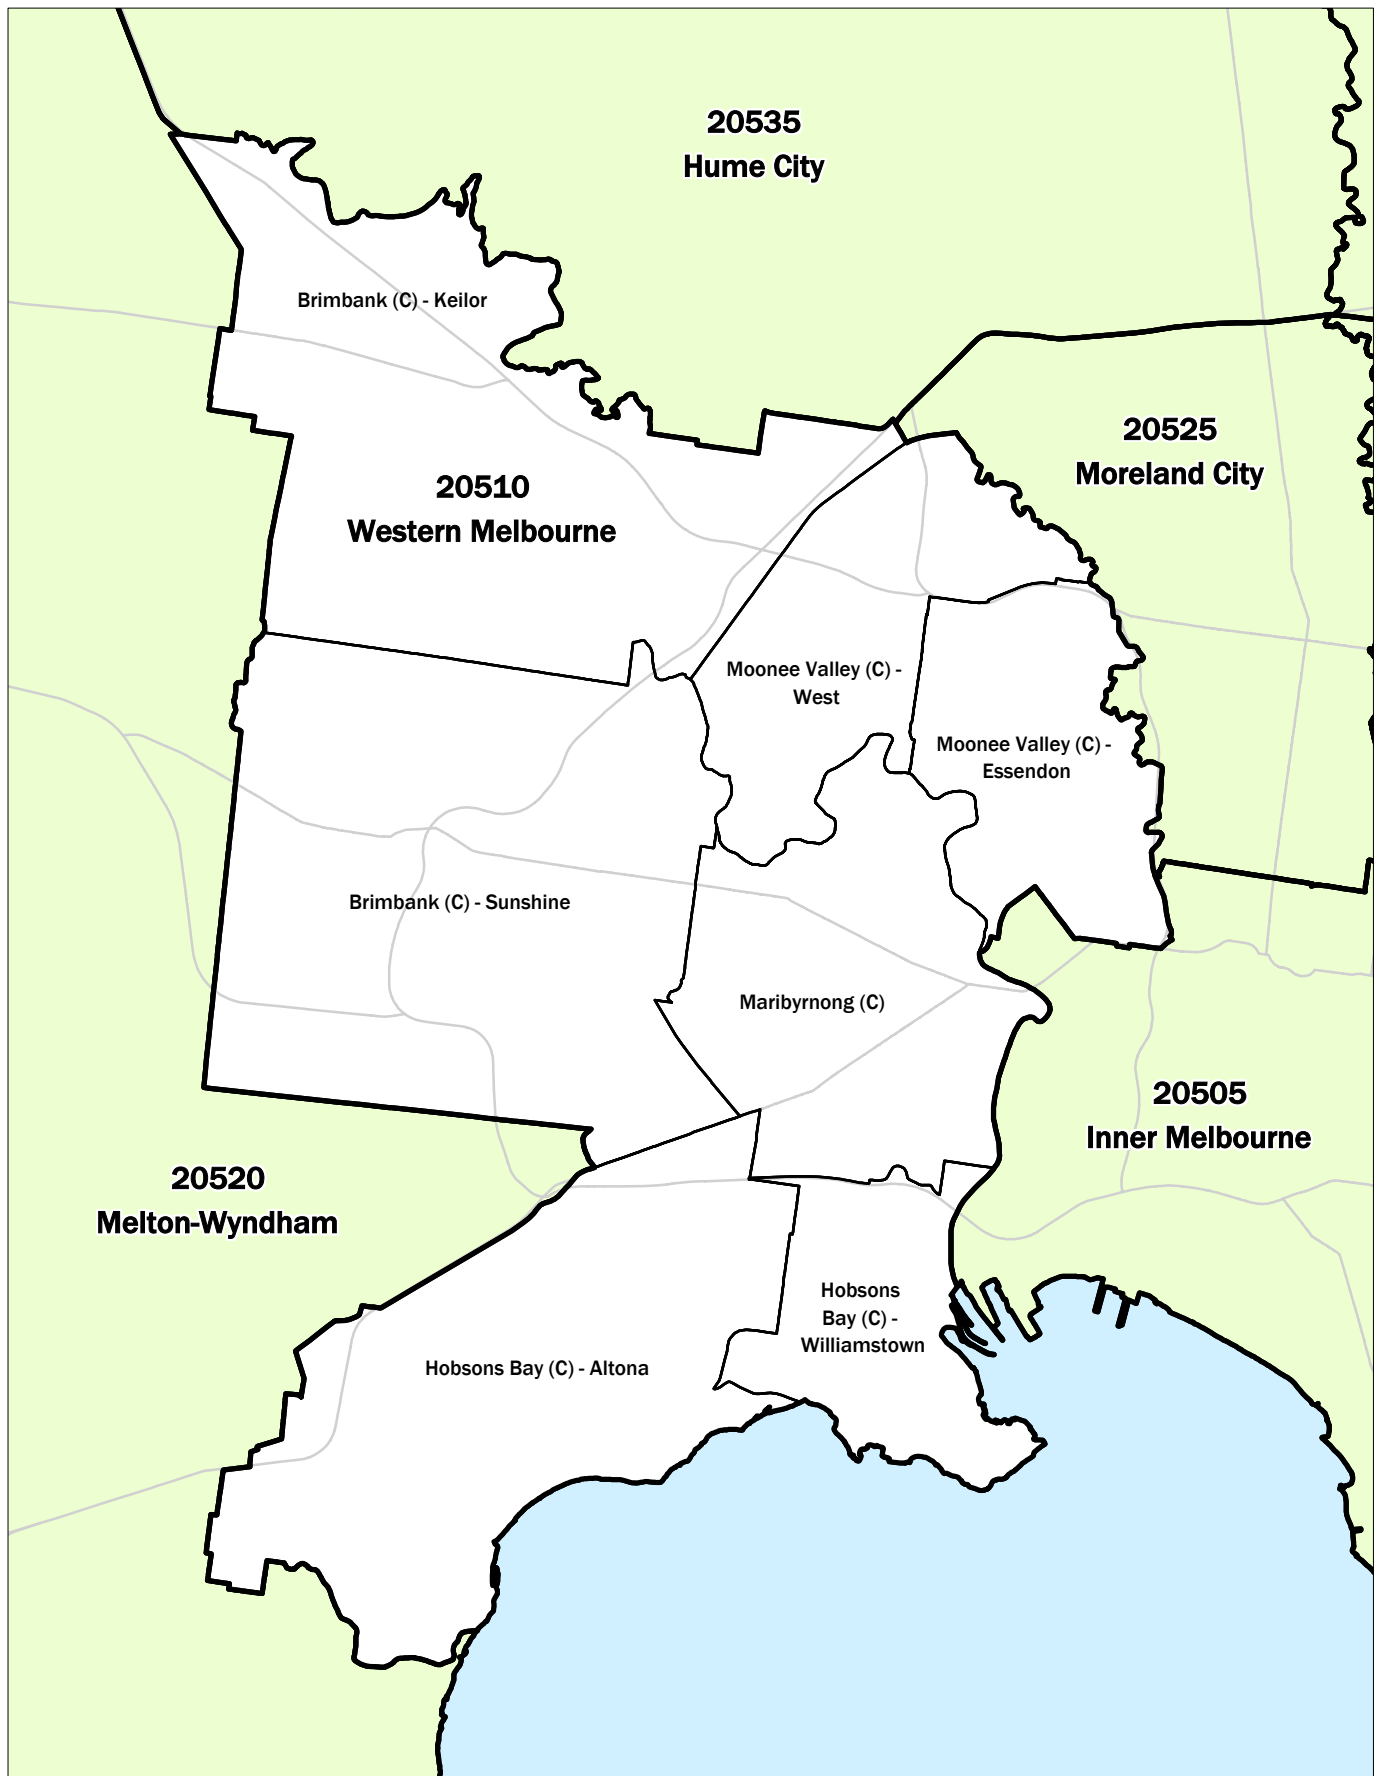 20535
Hume City
Brimbank (C) - Keilor
20525
Moreland City
20510
Western Melbourne
Moonee Valley (C) -
West
Moonee Valley (C) -
Essendon
Brimbank (C) - Sunshine
Maribyrnong (C)
20505
Inner Melbourne
20520
Melton-Wyndham
Hobsons
Bay (C) -
Williamstown
Hobsons Bay (C) - Altona